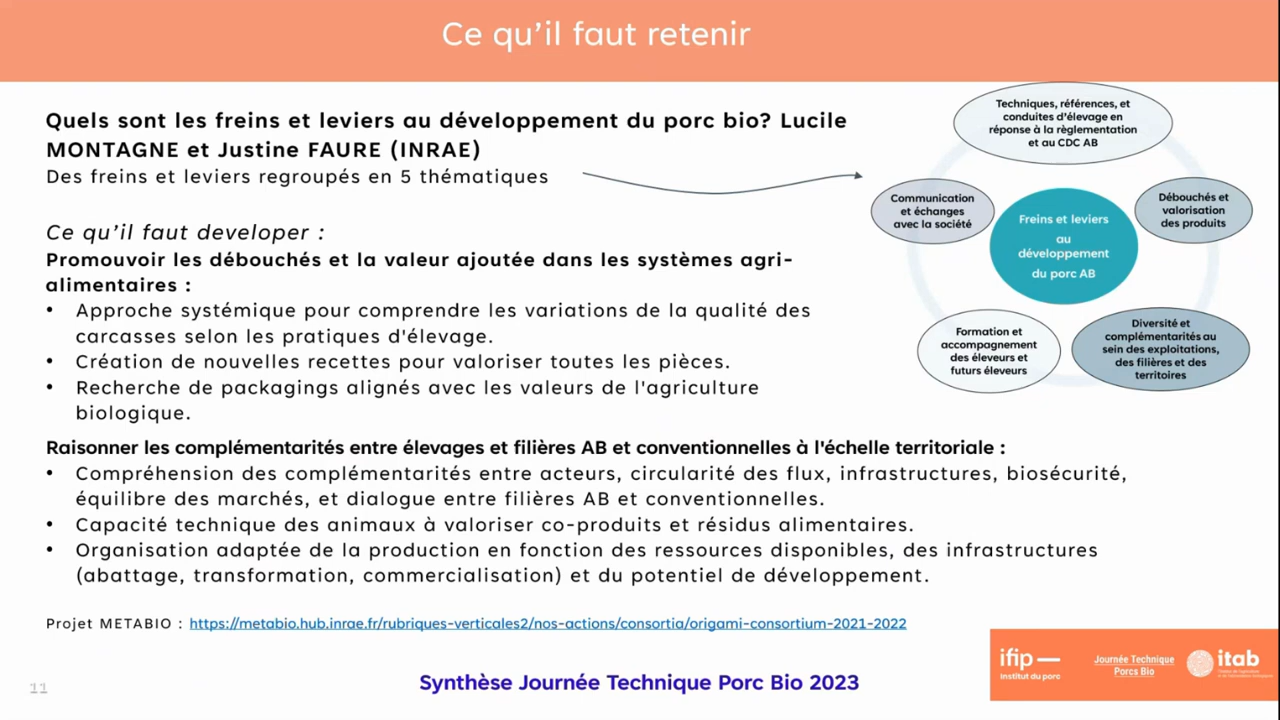 Ce qu'il faut retenir
Quels sont les freins et leviers au développement du porc bio? Lucile
MONTAGNE et Justine FAURE (INRAE)
Des freins et leviers regroupés en 5 thématiques
Ce qu'il faut developer :
Promouvoir les débouchés et la valeur ajoutée dans les systèmes agri-
alimentaires :
• Approche systémique pour comprendre les variations de la qualité des
carcasses selon les pratiques d'élevage.
• Création de nouvelles recettes pour valoriser toutes les pièces.
• Recherche de packagings alignés avec les valeurs de l'agriculture
biologique.
Techniques, références, et
conduites d'élevage en
réponse à la règlementation
et au CDC AB
Communication
et échanges
avec la société
Freins et leviers
au
développement
du porc AB
Débouchés et
valorisation
des produits
Formation et
accompagnement
des éleveurs et
futurs éleveurs
Diversité et
complémentarités au
sein des exploitations,
des filières et des
territoires
Raisonner les complémentarités entre élevages et filières AB et conventionnelles à l'échelle territoriale :
• Compréhension des complémentarités entre acteurs, circularité des flux, infrastructures, biosécurité,
équilibre des marchés, et dialogue entre filières AB et conventionnelles.
• Capacité technique des animaux à valoriser co-produits et résidus alimentaires.
• Organisation adaptée de la production en fonction des ressources disponibles, des infrastructures
(abattage, transformation, commercialisation) et du potentiel de développement.
Projet METABIO : https://metabio.hub.inrae.fr/rubriques-verticales2/nos-actions/consortia/origami-consortium-2021-2022
11
Synthèse Journée Technique Porc Bio 2023
ifip
Institut du porc
Journée Technique
Porcs Bio
itab